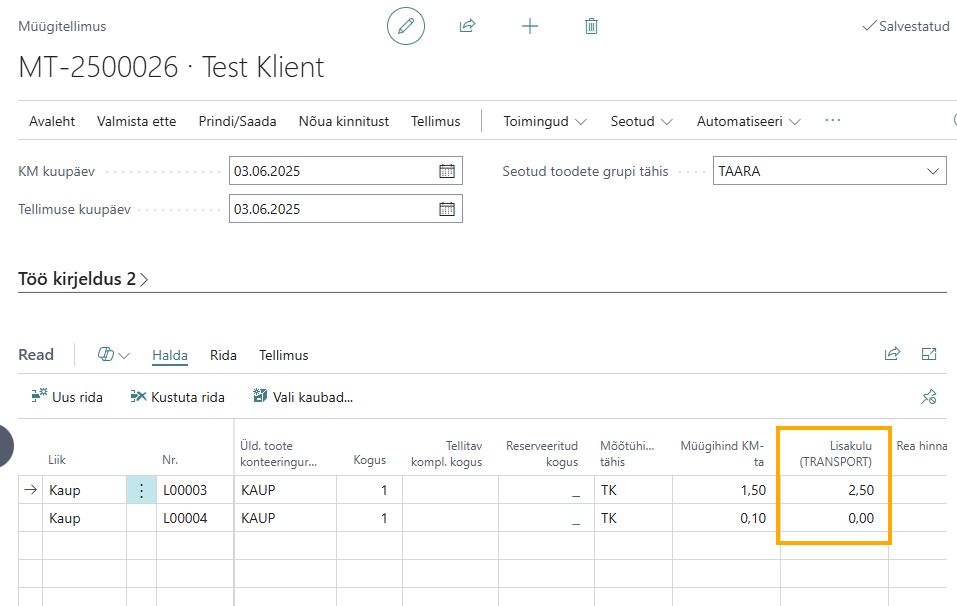 Müügitellimus
Salvestatud
MT-2500026 · Test Klient
Avaleht Valmista ette Prindi/Saada Nõua kinnitust Tellimus Toimingud Seotud Automatiseeri ...
KM kuupäev 03.06.2025 Seotud toodete grupi tähis TAARA
Tellimuse kuupäev 03.06.2025
Töö kirjeldus 2
Read Halda Rida Tellimus
Uus rida Kustuta rida Vali kaubad...
Liik Nr. Üld. toote konteeringur... Kogus Tellitav kompl. kogus Reserveeritud kogus Mõõtühi... tähis Müügihind KM-ta Lisakulu (TRANSPORT) Rea hinna
Kaup L00003 KAUP 1 _ TK 1,50 2,50
Kaup L00004 KAUP 1 _ TK 0,10 0,00